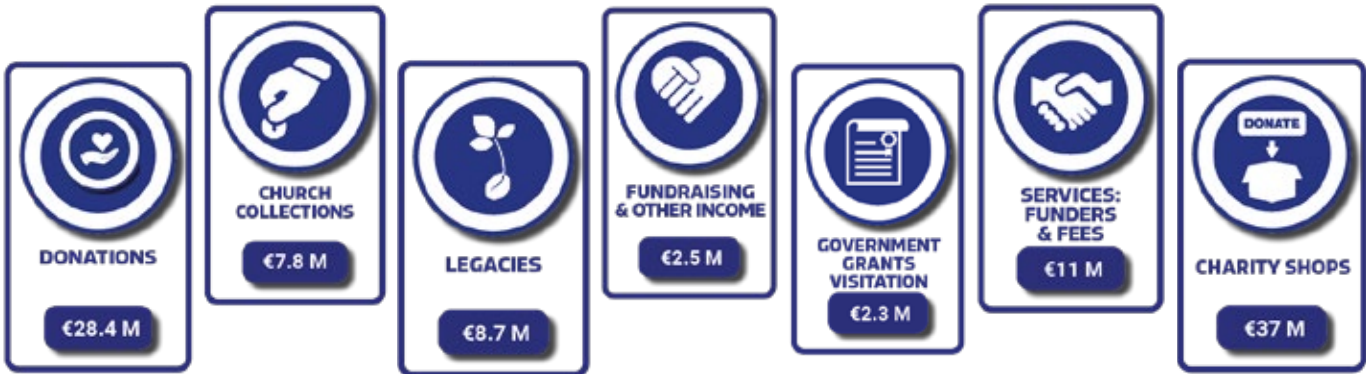 DONATIONS
€28.4 M
CHURCH
COLLECTIONS
€7.8 M
LEGACIES
€8.7 M
FUNDRAISING
& OTHER INCOME
€2.5 M
GOVERNMENT
GRANTS
VISITATION
€2.3 M
SERVICES:
FUNDERS
& FEES
€11 M
DONATE
CHARITY SHOPS
€37 M